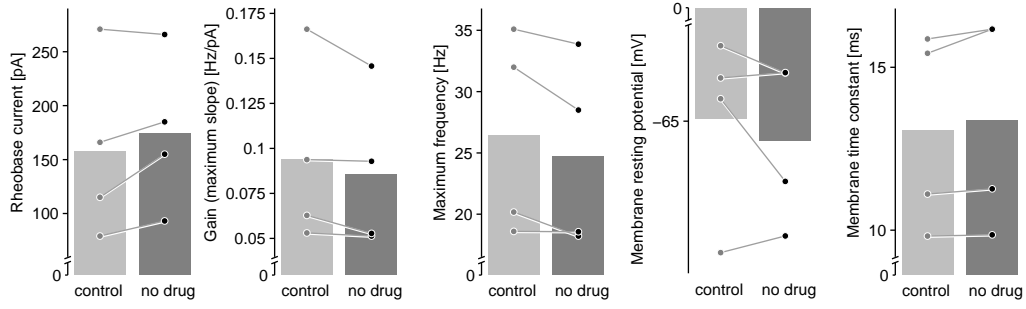 Rheobase current [pA]
250
200
150
100
0
control no drug
Gain (maximum slope) [Hz/pA]
0.175
0.15
0.125
0.1
0.075
0.05
0
control no drug
Maximum frequency [Hz]
35
30
25
20
0
control no drug
Membrane resting potential [mV]
0
−65
control no drug
Membrane time constant [ms]
15
10
0
control no drug